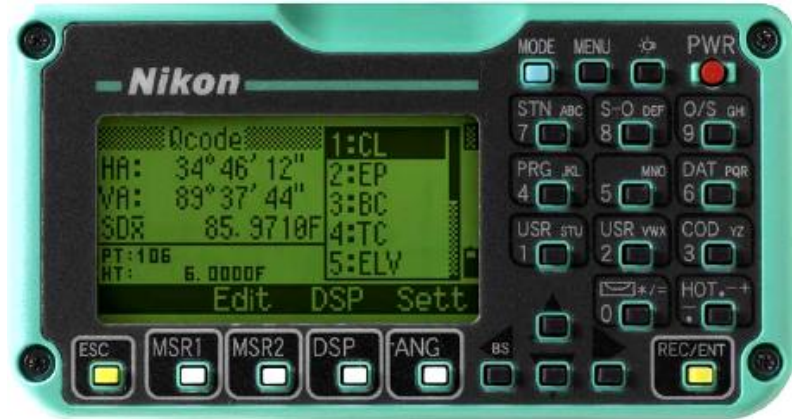 MODE MENU PWR
Nikon
Qcode
HA: 34°46'12"
VA: 89°37'44"
SDx̄ 85.9710F
PT:106
HT: 6.0000F
1:CL
2:EP
3:BC
4:TC
5:ELV
Edit DSP Sett
STN ABC S-O DEF O/S GHI
7 8 9
PRG JKL MNO DAT PQR
4 5 6
USR STU USR VWX COD YZ
1 2 3
*/= HOT.-+
0 .
ESC MSR1 MSR2 DSP ANG BS REC/ENT